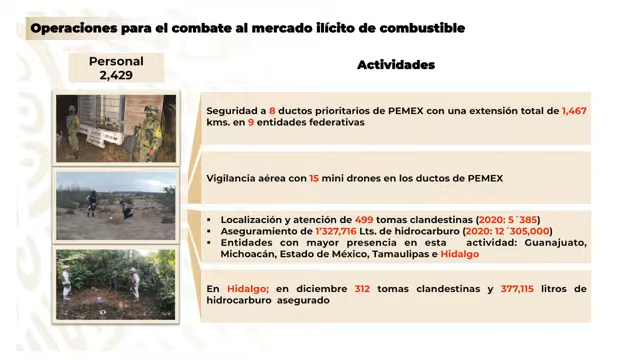 Operaciones para el combate al mercado ilícito de combustible
Personal
2,429
Actividades
Seguridad a 8 ductos prioritarios de PEMEX con una extensión total de 1,467
kms. en 9 entidades federativas
Vigilancia aérea con 15 mini drones en los ductos de PEMEX
▪ Localización y atención de 499 tomas clandestinas (2020: 5´385)
▪ Aseguramiento de 1'327,716 Lts. de hidrocarburo (2020: 12´305,000)
▪ Entidades con mayor presencia en esta actividad: Guanajuato,
Michoacán, Estado de México, Tamaulipas e Hidalgo
En Hidalgo; en diciembre 312 tomas clandestinas y 377,115 litros de
hidrocarburo asegurado